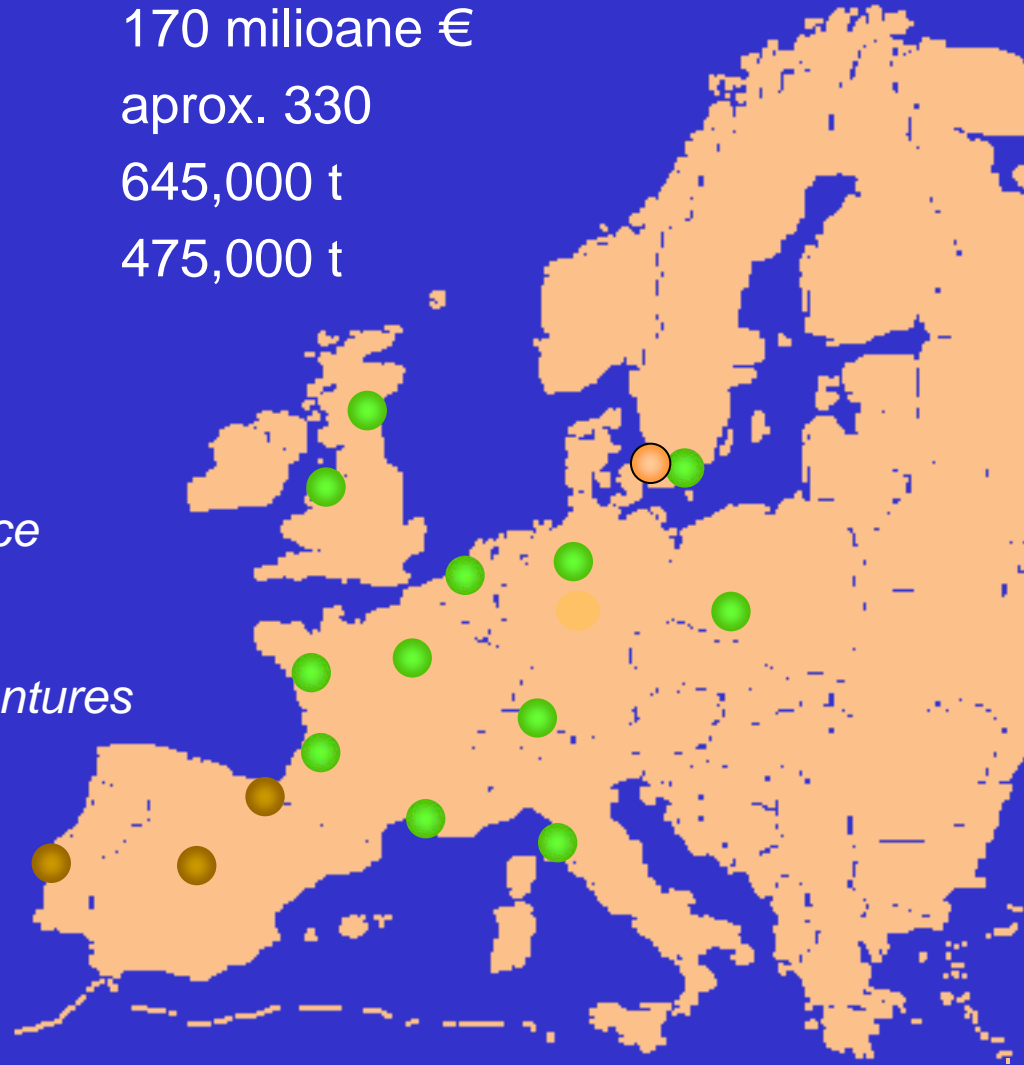 170 milioane €
aprox. 330
645,000 t
475,000 t
ce
ntures